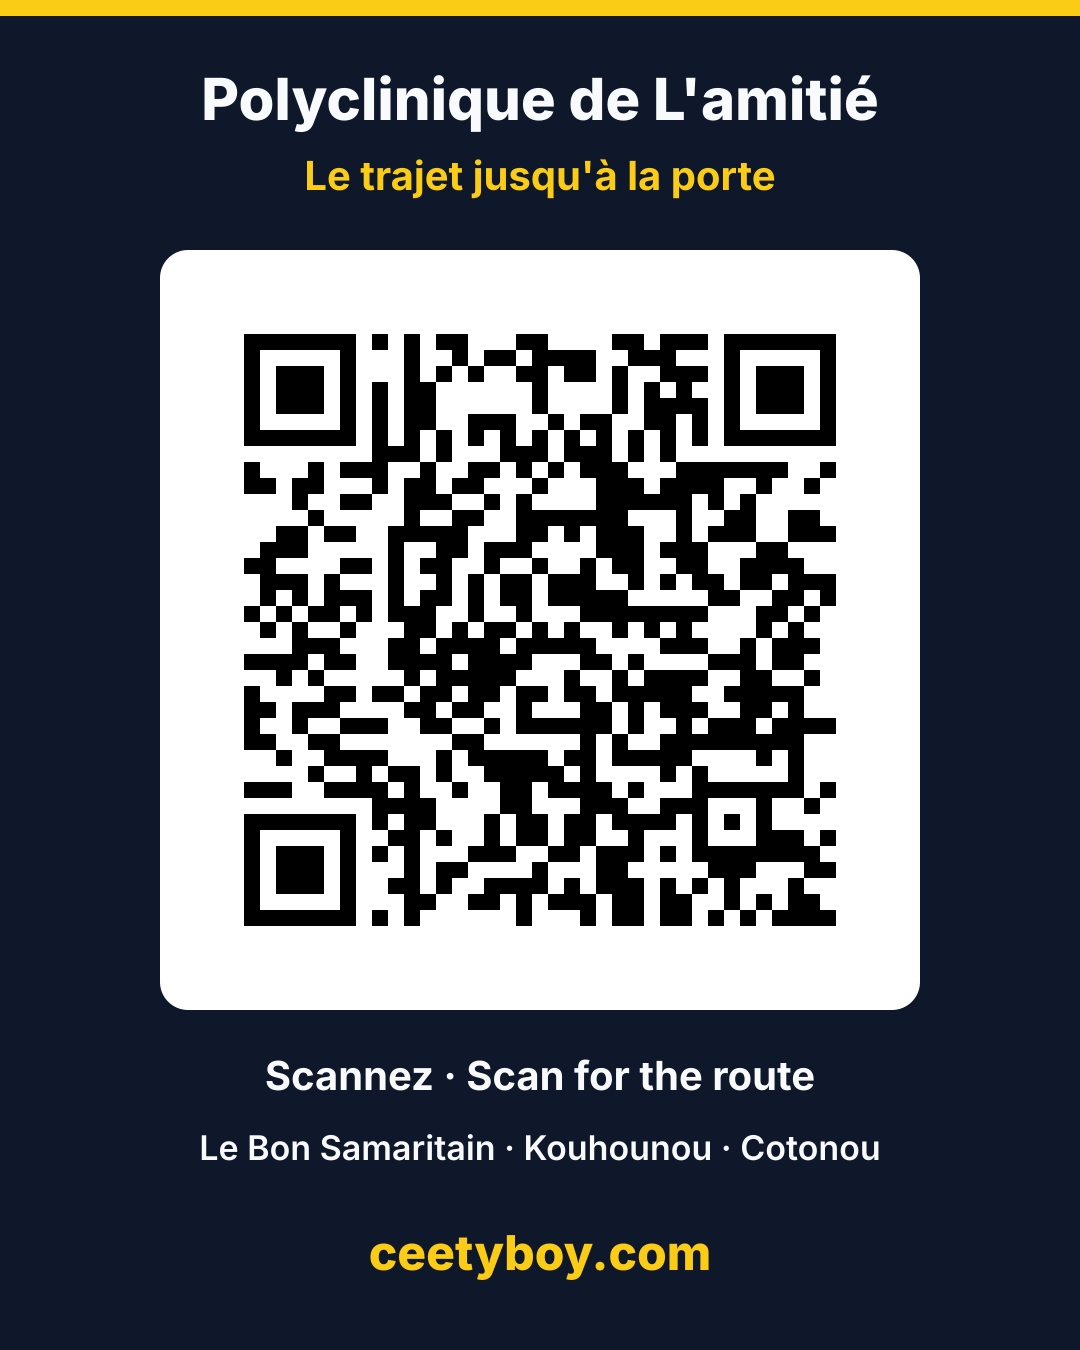 Polyclinique de L'amitié
Le trajet jusqu'à la porte
Scannez · Scan for the route
Le Bon Samaritain · Kouhounou · Cotonou
ceetyboy.com